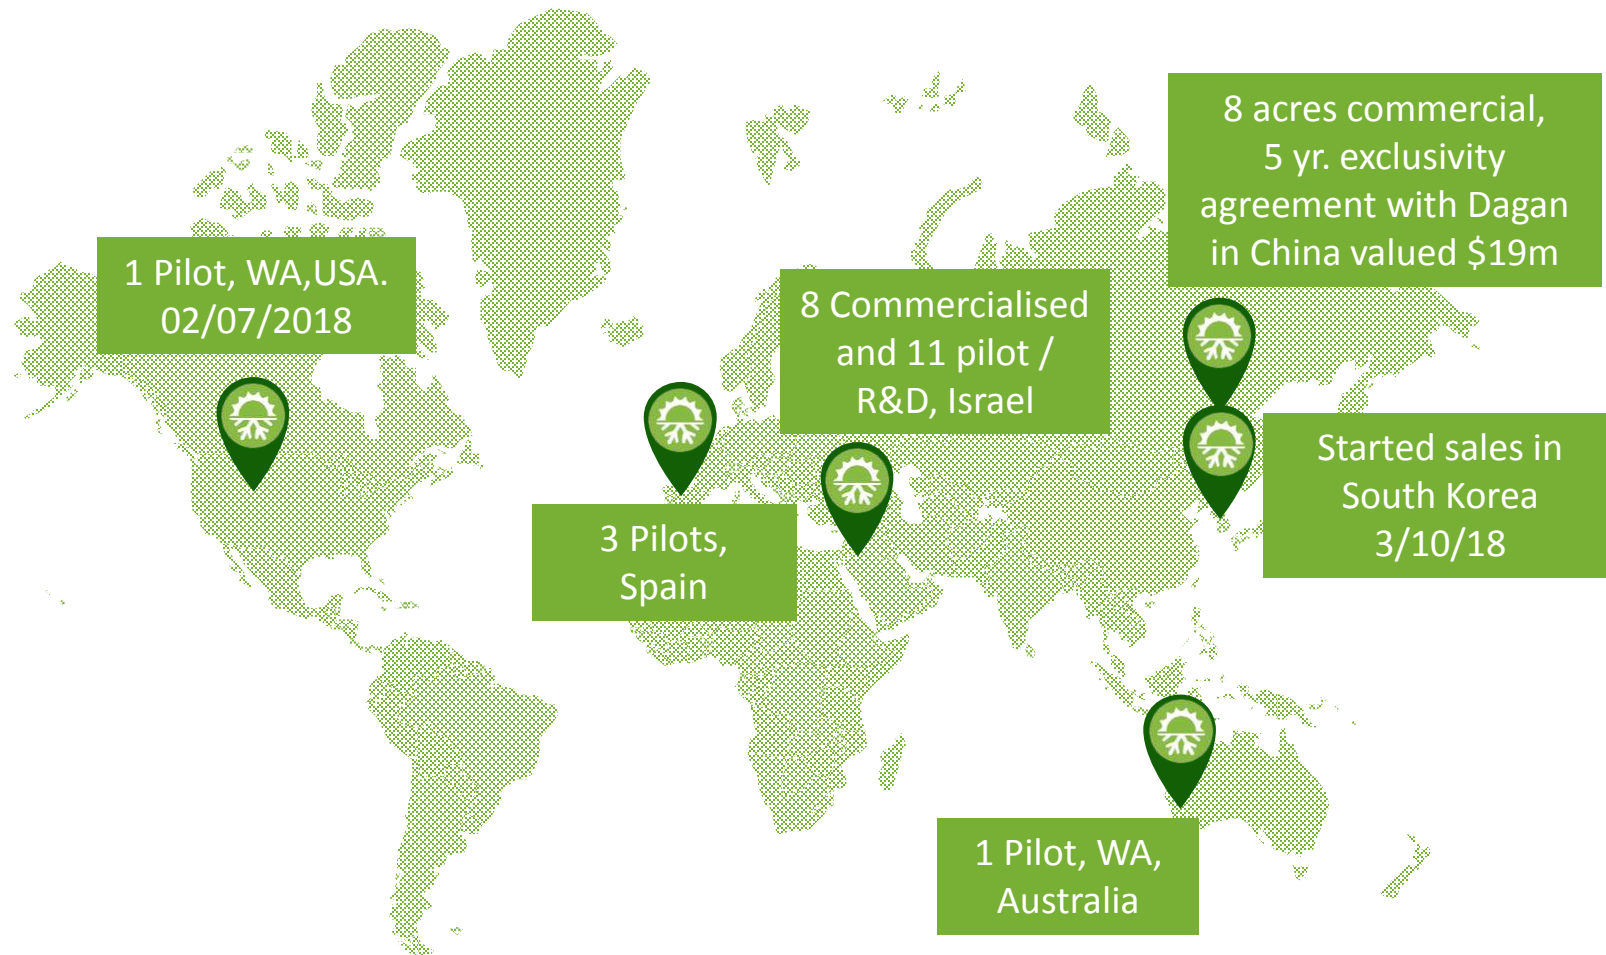 8 acres commercial,
5 yr. exclusivity
agreement with Dagan
in China valued $19m
1 Pilot, WA,USA.
02/07/2018
8 Commercialised
and 11 pilot /
R&D, Israel
Started sales in
South Korea
3/10/18
3 Pilots,
Spain
1 Pilot, WA,
Australia